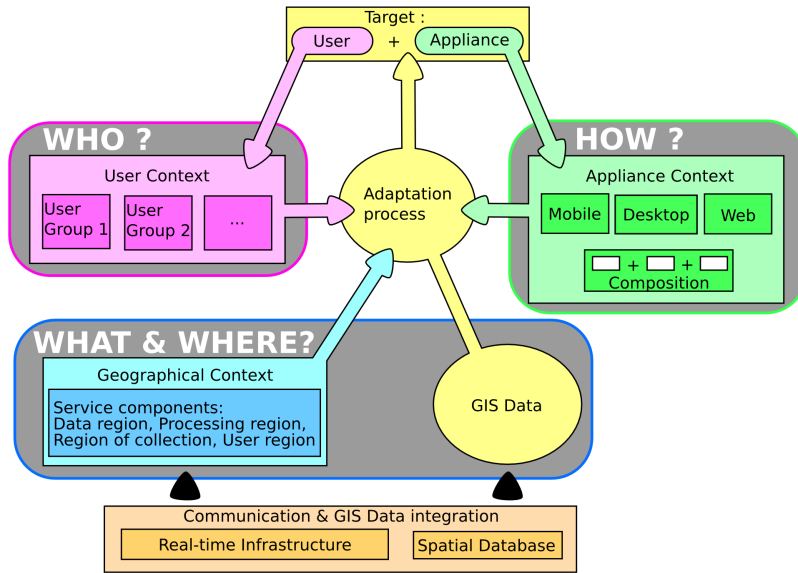 Target :
User + Appliance
WHO ?
User Context
User
Group 1
User
Group 2
...
Adaptation
process
HOW ?
Appliance Context
Mobile
Desktop
Web
+ +
Composition
WHAT & WHERE?
Geographical Context
Service components:
Data region, Processing region,
Region of collection, User region
GIS Data
Communication & GIS Data integration
Real-time Infrastructure
Spatial Database